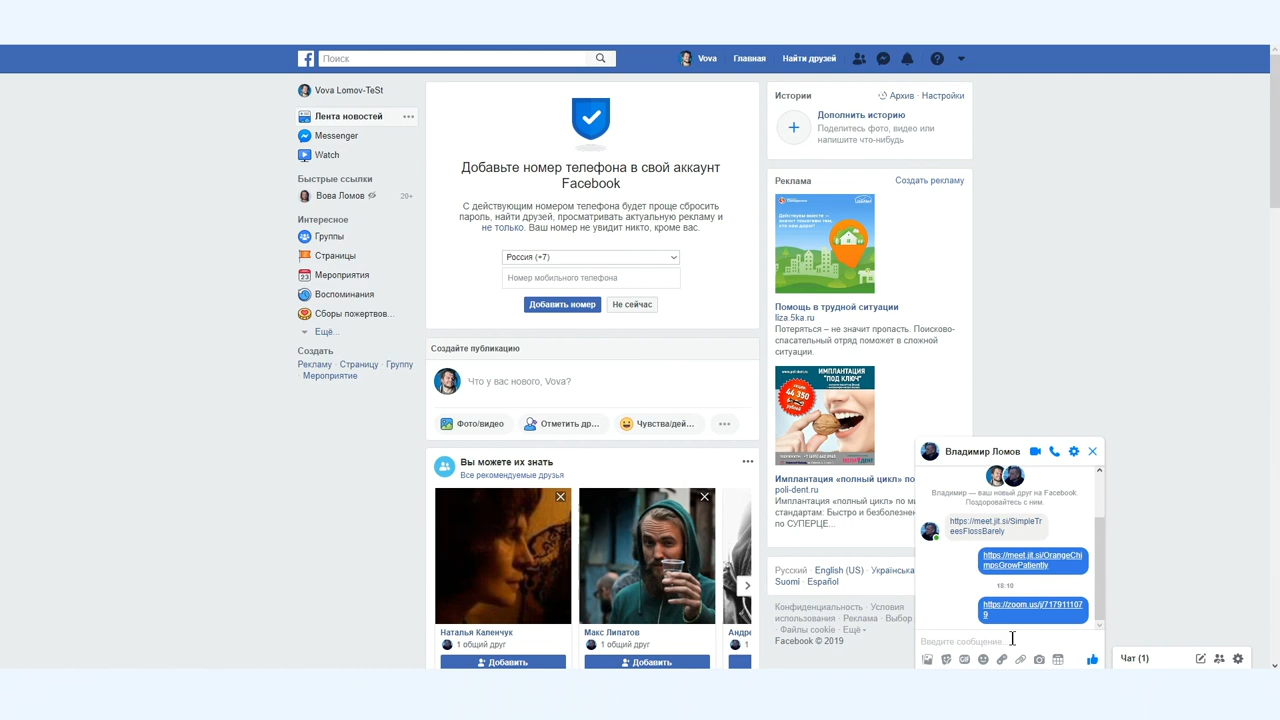 Поиск
Vova
Главная
Найти друзей
Vova Lomov-TeSt
Лента новостей
Messenger
Watch
Быстрые ссылки
Вова Ломов
20+
Интересное
Группы
Страницы
23
Мероприятия
Воспоминания
Сборы пожертвов...
Ещё...
Создать
Рекламу · Страницу · Группу
· Мероприятие
Добавьте номер телефона в свой аккаунт
Facebook
С действующим номером телефона будет проще сбросить
пароль, найти друзей, просматривать актуальную рекламу и
не только. Ваш номер не увидит никто, кроме вас.
Россия (+7)
Номер мобильного телефона
Добавить номер
Не сейчас
Создайте публикацию
Что у вас нового, Vova?
Фото/видео
Отметить др...
Чувства/дей...
Вы можете их знать
Все рекомендуемые друзья
Наталья Каленчук
1 общий друг
Добавить
Макс Липатов
1 общий друг
Добавить
Андре
1
Истории
Архив · Настройки
Дополнить историю
Поделитесь фото, видео или
напишите что-нибудь
Реклама
Создать рекламу
Действуем вместе –
Помощь в трудной ситуации
liza.5ka.ru
Потеряться – не значит пропасть. Поисково-
спасательный отряд поможет в сложной
ситуации.
ИМПЛАНТАЦИЯ
"ПОД КЛЮЧ"
44 350
рублей
Имплантация «полный цикл» по
poli-dent.ru
Имплантация «полный цикл» по ми
стандартам: Быстро и безболезнен
по СУПЕРЦЕ...
Русский · English (US) · Українська
Suomi · Español
Конфиденциальность · Условия
использования · Реклама · Выбор
· Файлы cookie · Ещё
Facebook © 2019
Владимир Ломов
Владимир — ваш новый друг на Facebook.
Поздоровайтесь с ним.
https://meet.jit.si/SimpleTr
eesFlossBarely
https://meet.jit.si/OrangeChi
mpsGrowPatiently
18:10
https://zoom.us/j/717911107
9
Введите сообщение...
GIF
Чат (1)